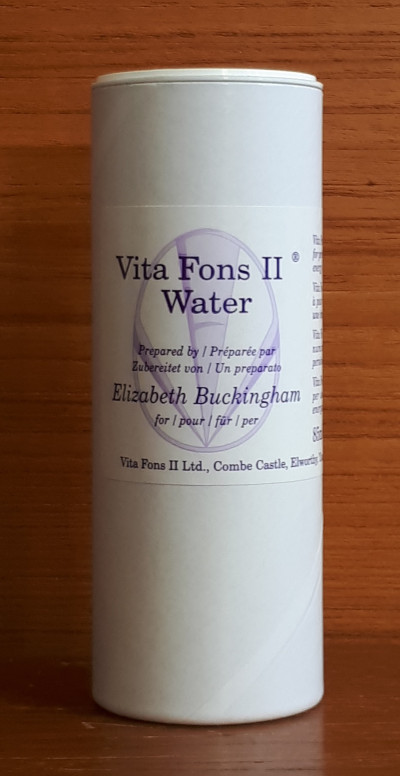 Vita Fons II ®
Water
Prepared by / Préparée par
Zubereitet von / Un preparato
Elizabeth Buckingham
for / pour / für / per
Vita Fons II Ltd., Combe Castle, Elworthy,